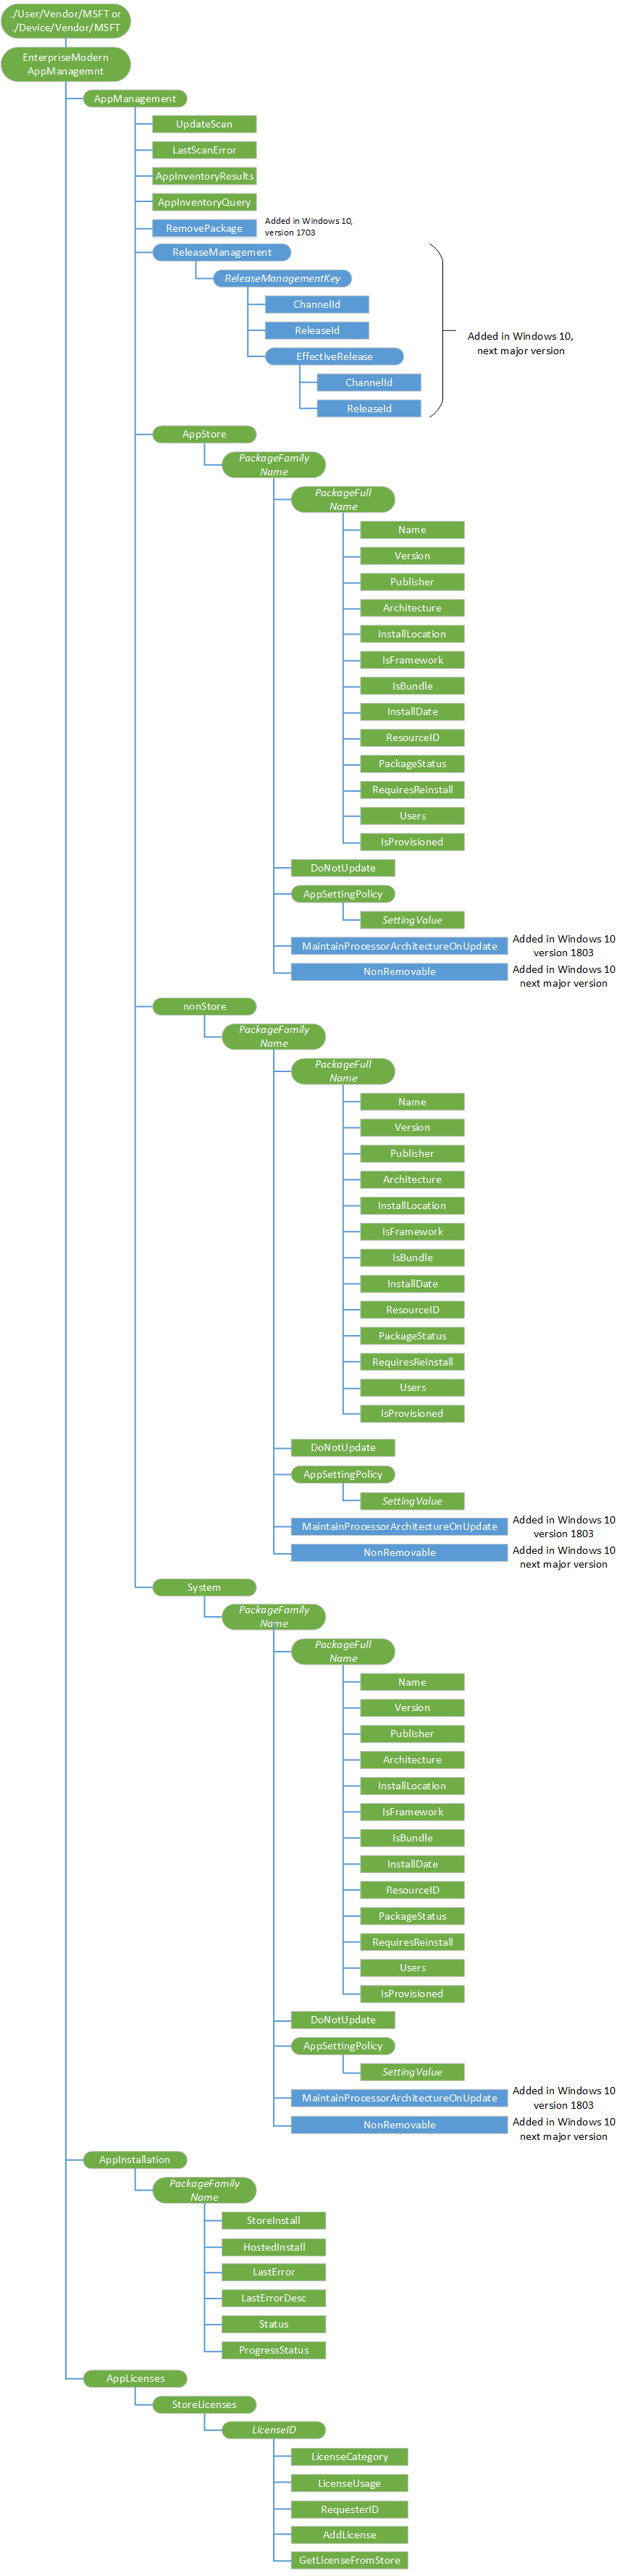 ./User/Vendor/MSFT or
./Device/Vendor/MSFT
EnterpriseModern
AppManagemnt
AppManagement
UpdateScan
LastScanError
AppInventoryResults
AppInventoryQuery
RemovePackage
Added in Windows 10,
version 1703
ReleaseManagement
ReleaseManagementKey
ChannelId
ReleaseId
EffectiveRelease
ChannelId
ReleaseId
Added in Windows 10,
next major version
AppStore
PackageFamily
Name
PackageFull
Name
Name
Version
Publisher
Architecture
InstallLocation
IsFramework
IsBundle
InstallDate
ResourceID
PackageStatus
RequiresReinstall
Users
IsProvisioned
DoNotUpdate
AppSettingPolicy
SettingValue
MaintainProcessorArchitectureOnUpdate
Added in Windows 10
version 1803
NonRemovable
Added in Windows 10
next major version
nonStore
PackageFamily
Name
PackageFull
Name
Name
Version
Publisher
Architecture
InstallLocation
IsFramework
IsBundle
InstallDate
ResourceID
PackageStatus
RequiresReinstall
Users
IsProvisioned
DoNotUpdate
AppSettingPolicy
SettingValue
MaintainProcessorArchitectureOnUpdate
Added in Windows 10
version 1803
NonRemovable
Added in Windows 10
next major version
System
PackageFamily
Name
PackageFull
Name
Name
Version
Publisher
Architecture
InstallLocation
IsFramework
IsBundle
InstallDate
ResourceID
PackageStatus
RequiresReinstall
Users
IsProvisioned
DoNotUpdate
AppSettingPolicy
SettingValue
MaintainProcessorArchitectureOnUpdate
Added in Windows 10
version 1803
NonRemovable
Added in Windows 10
next major version
AppInstallation
PackageFamily
Name
StoreInstall
HostedInstall
LastError
LastErrorDesc
Status
ProgressStatus
AppLicenses
StoreLicenses
LicenseID
LicenseCategory
LicenseUsage
RequesterID
AddLicense
GetLicenseFromStore